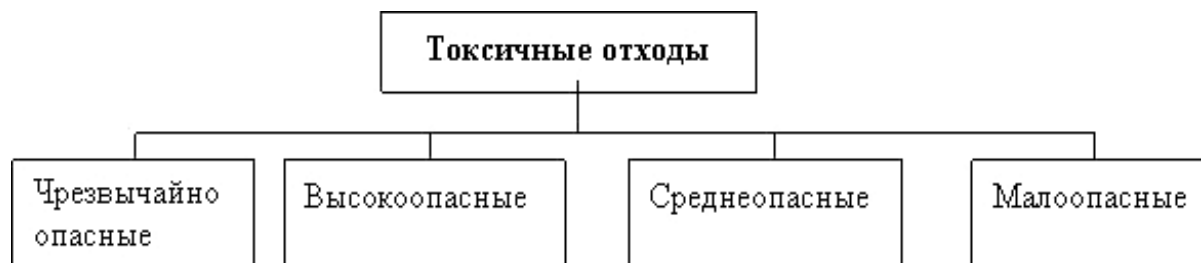 Токсичные отходы
Чрезвычайно
опасные
Высокоопасные
Среднеопасные
Малоопасные